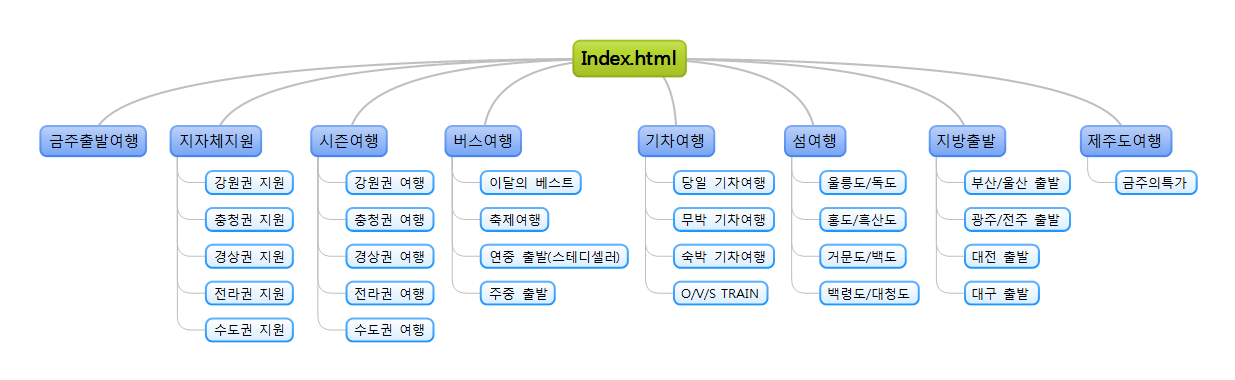 Index.html
금주출발여행
지자체지원
강원권 지원
충청권 지원
경상권 지원
전라권 지원
수도권 지원
시즌여행
강원권 여행
충청권 여행
경상권 여행
전라권 여행
수도권 여행
버스여행
이달의 베스트
축제여행
연중 출발(스테디셀러)
주중 출발
기차여행
당일 기차여행
무박 기차여행
숙박 기차여행
O/V/S TRAIN
섬여행
울릉도/독도
홍도/흑산도
거문도/백도
백령도/대청도
지방출발
부산/울산 출발
광주/전주 출발
대전 출발
대구 출발
제주도여행
금주의특가